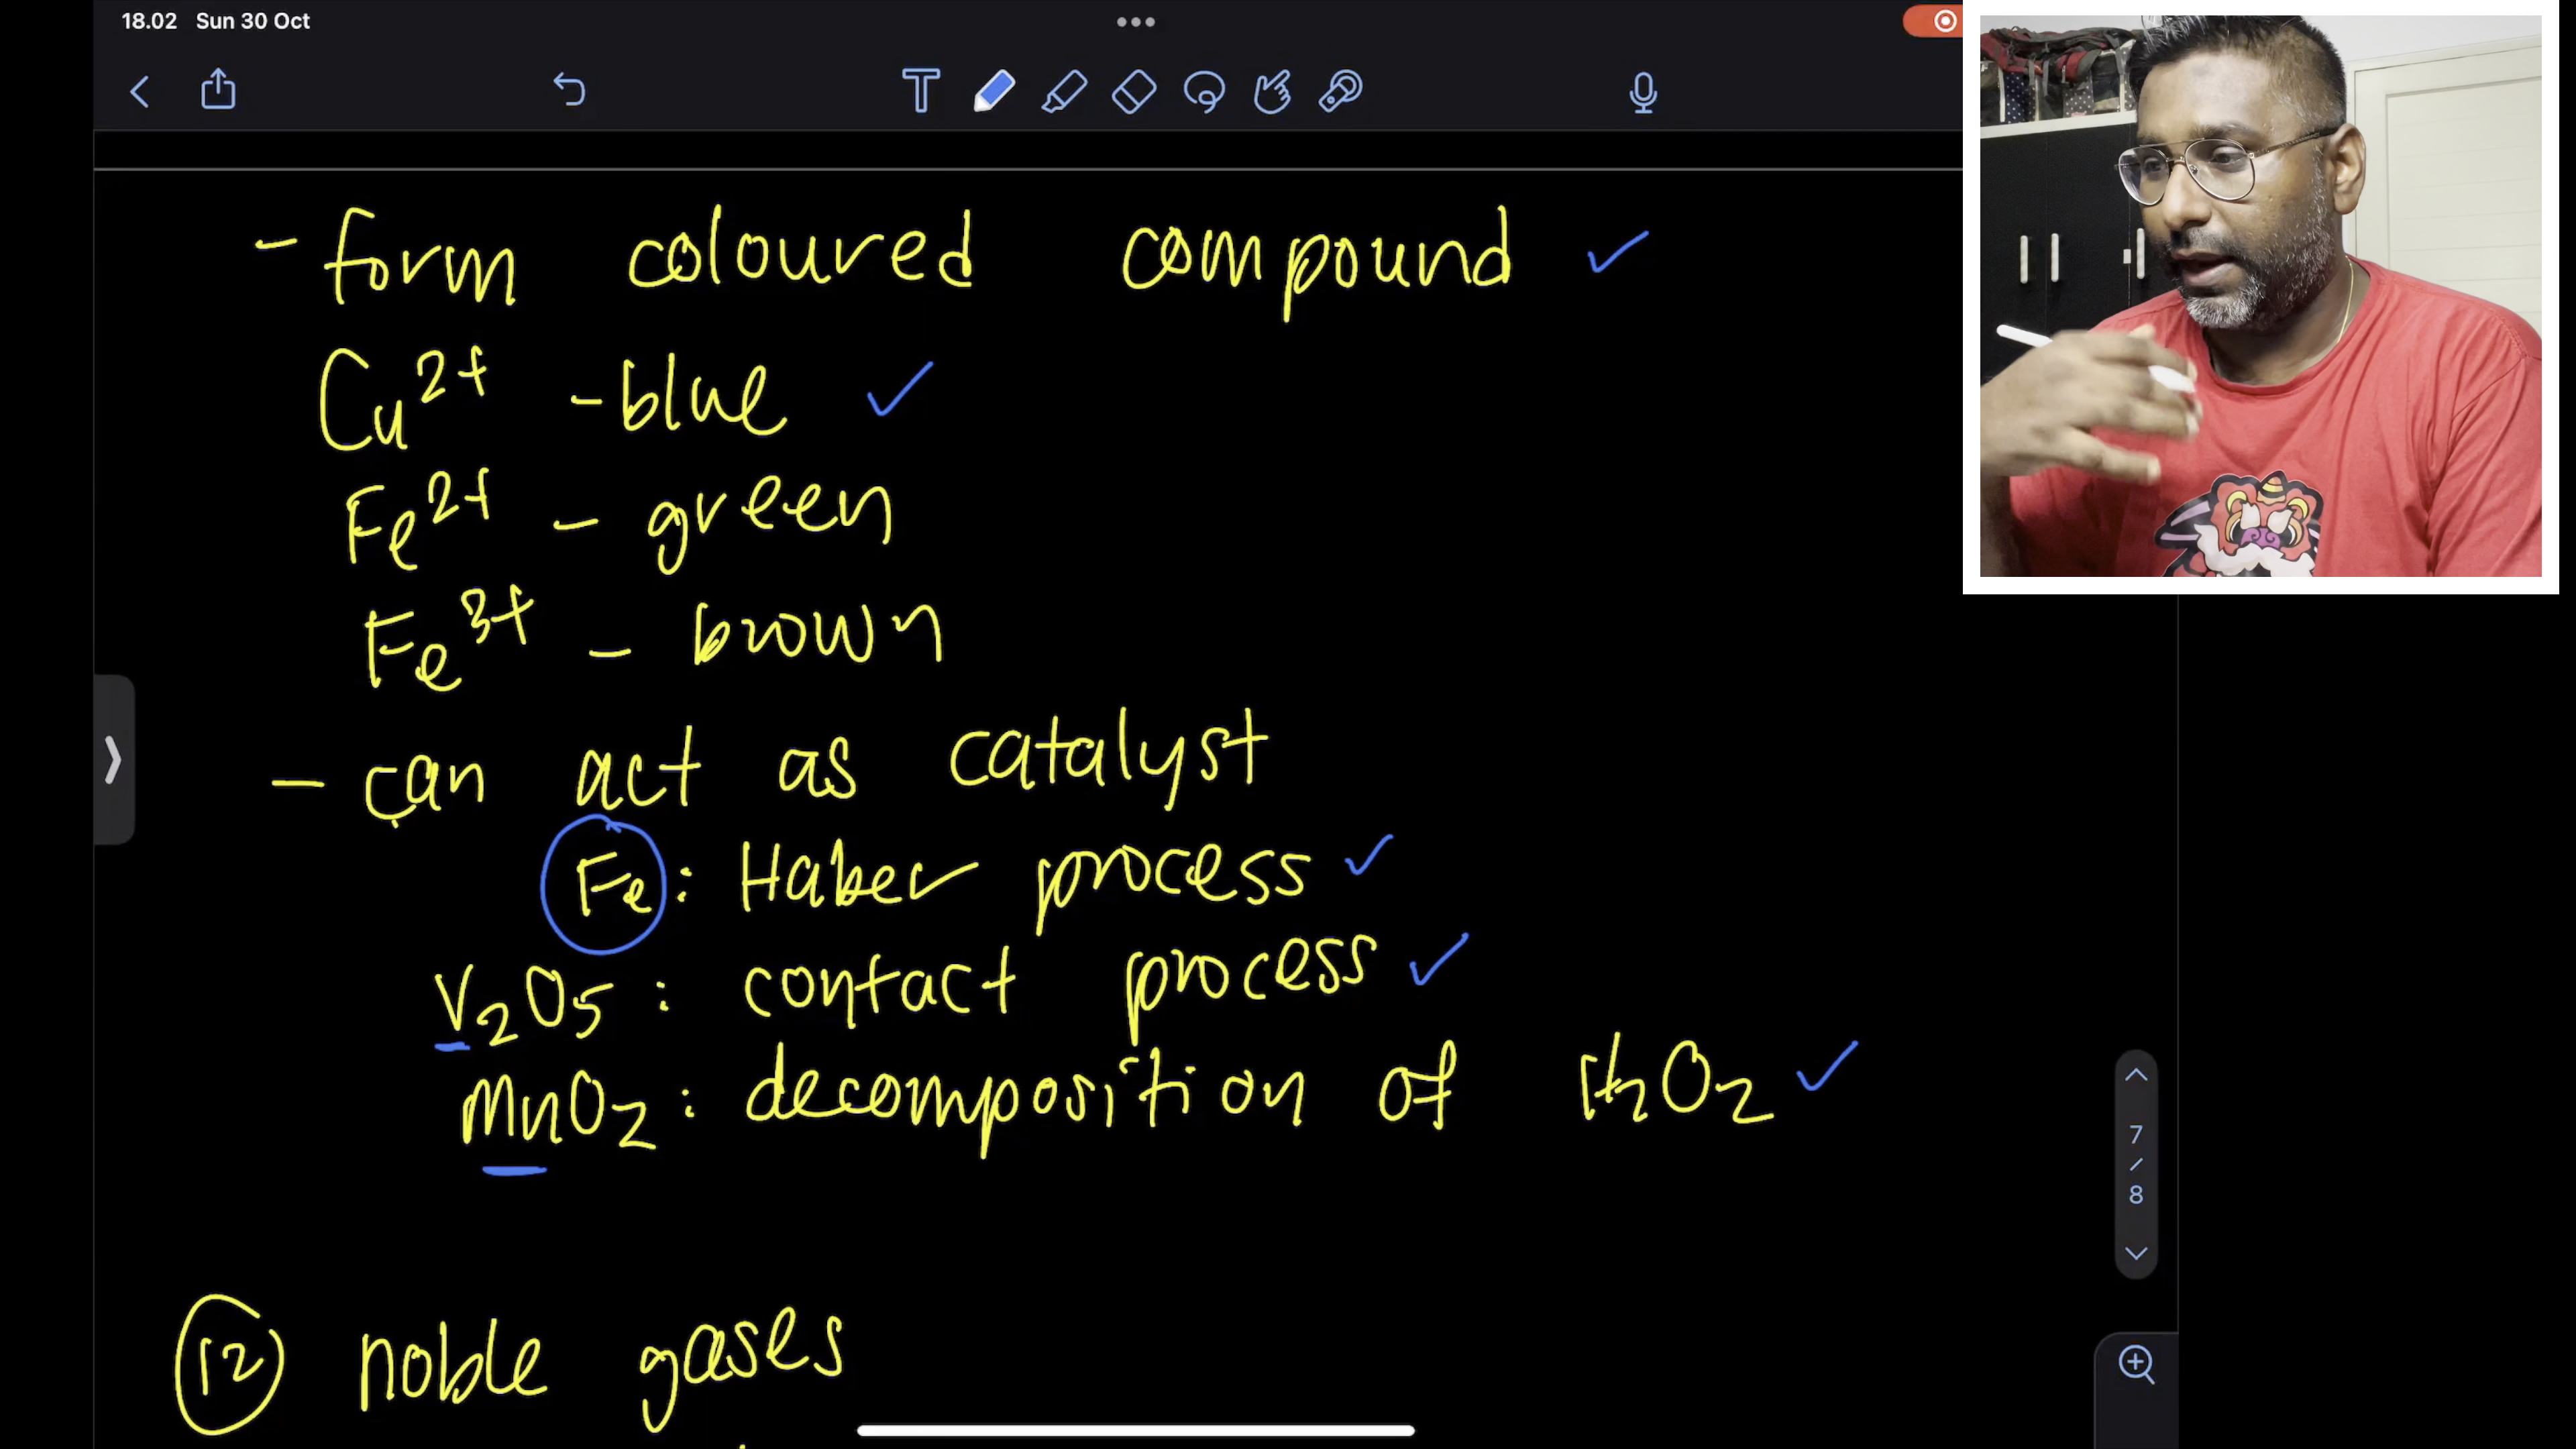 18.02 Sun 30 Oct
- form coloured compound ✓
Cu²⁺ - blue ✓
Fe²⁺ - green
Fe³⁺ - brown
- can act as catalyst
Fe : Haber process ✓
V₂O₅ : contact process ✓
MnO₂ : decomposition of H₂O₂ ✓
7
/
8
⑫ noble gases